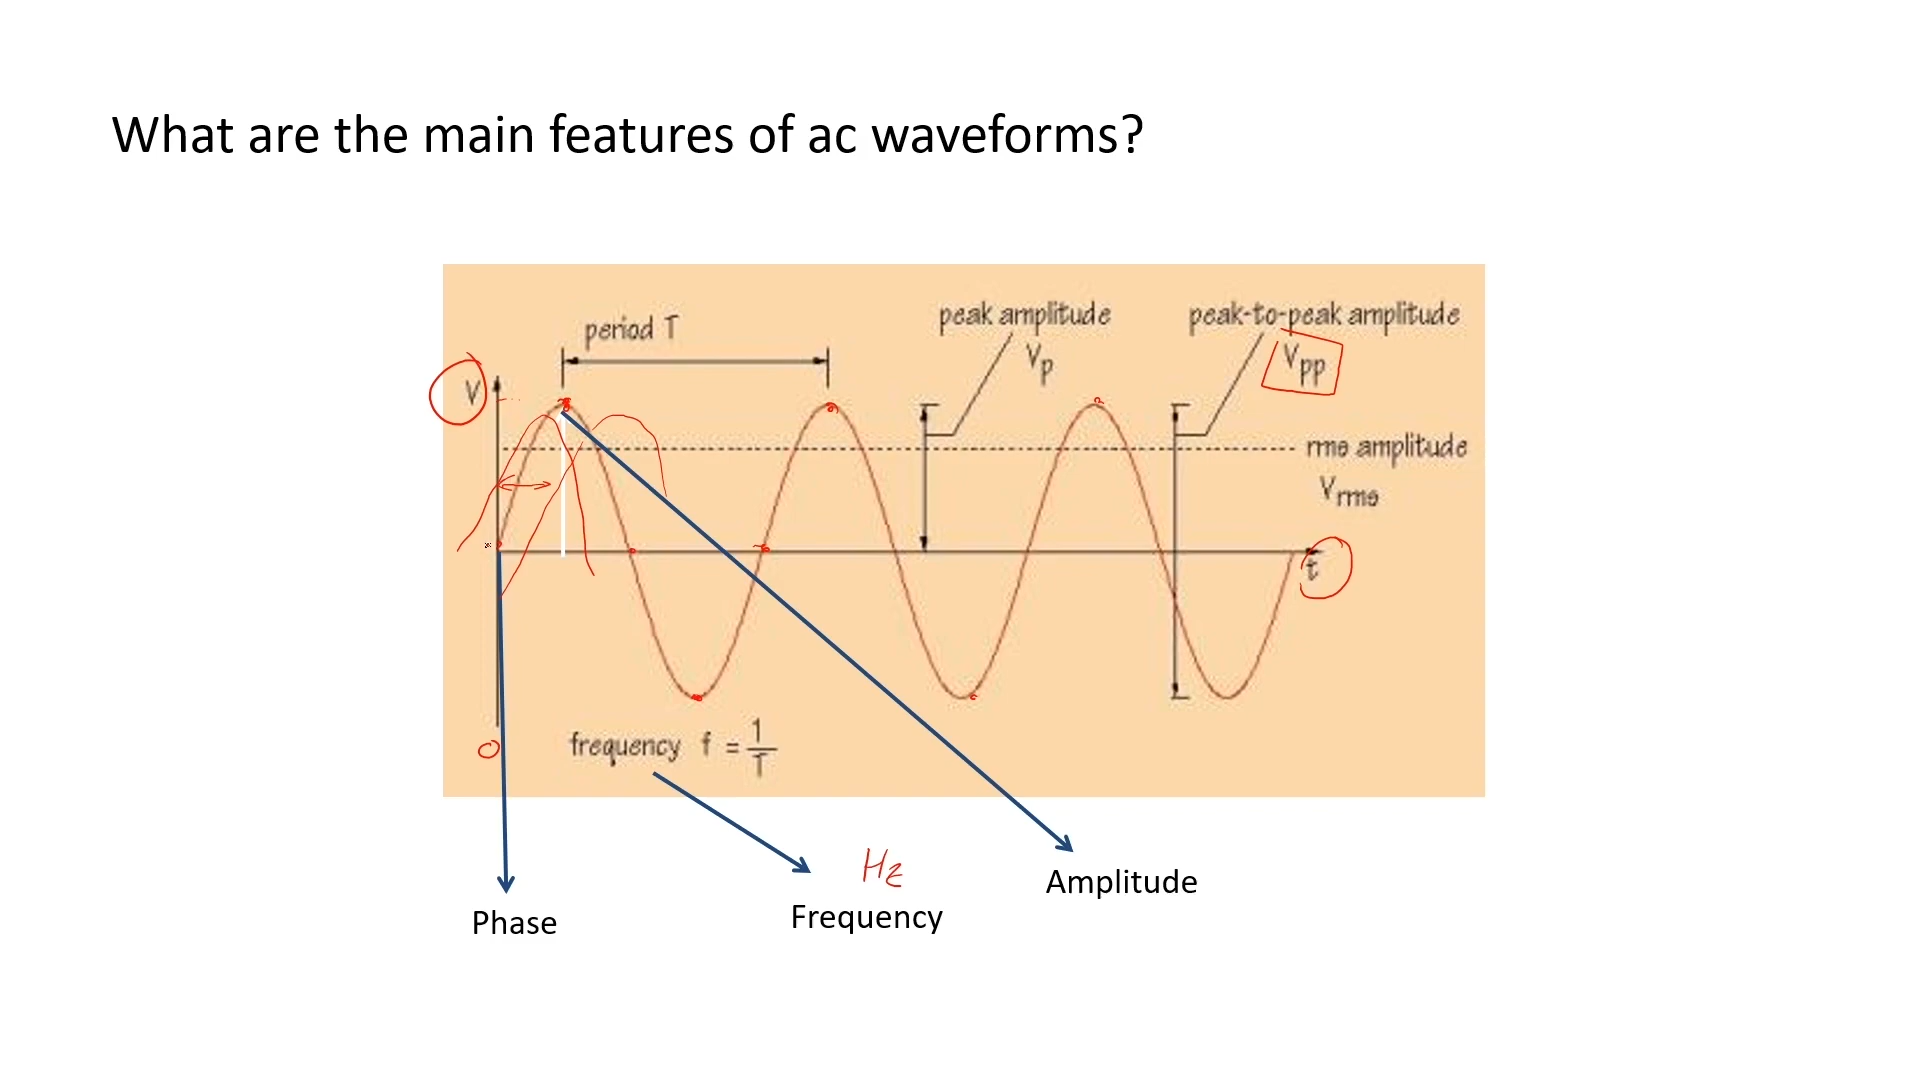 What are the main features of ac waveforms?
period T
peak amplitude
Vp
peak-to-peak amplitude
Vpp
V
rms amplitude
Vrms
t
0
frequency f = 1/T
Hz
Amplitude
Frequency
Phase